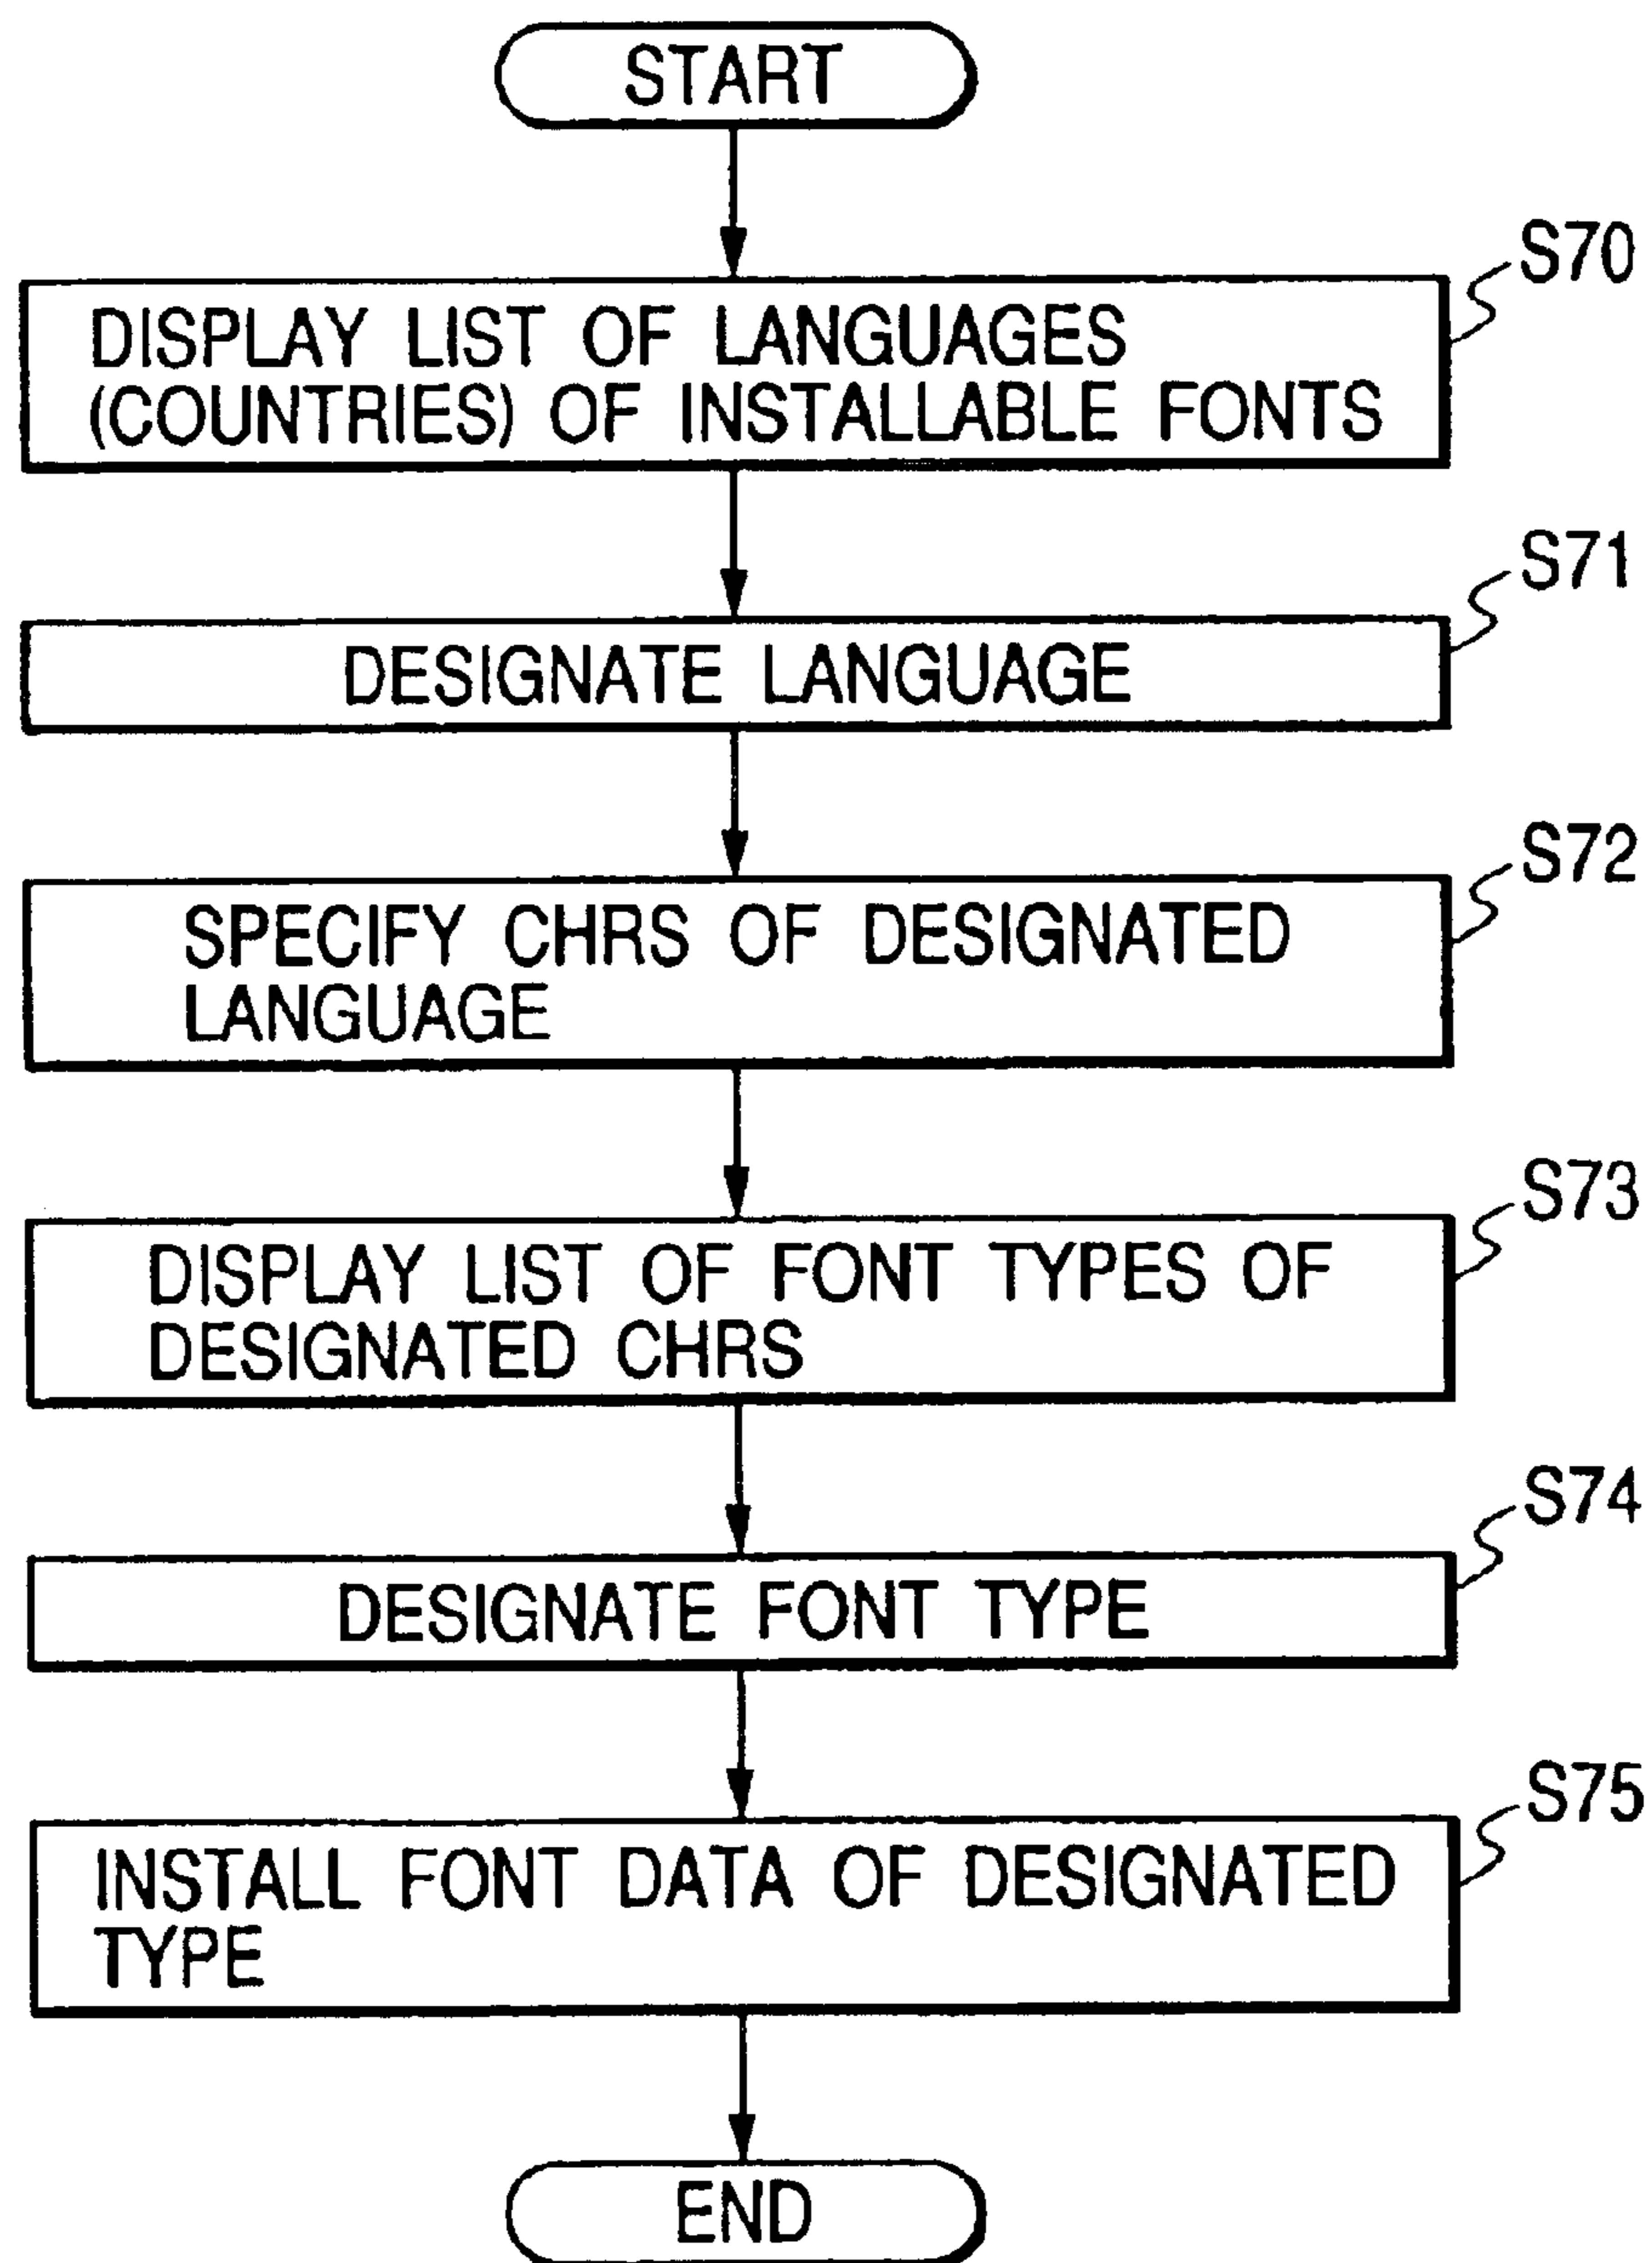 START
S70
DISPLAY LIST OF LANGUAGES
(COUNTRIES) OF INSTALLABLE FONTS
S71
DESIGNATE LANGUAGE
S72
SPECIFY CHRS OF DESIGNATED
LANGUAGE
S73
DISPLAY LIST OF FONT TYPES OF
DESIGNATED CHRS
S74
DESIGNATE FONT TYPE
S75
INSTALL FONT DATA OF DESIGNATED
TYPE
END